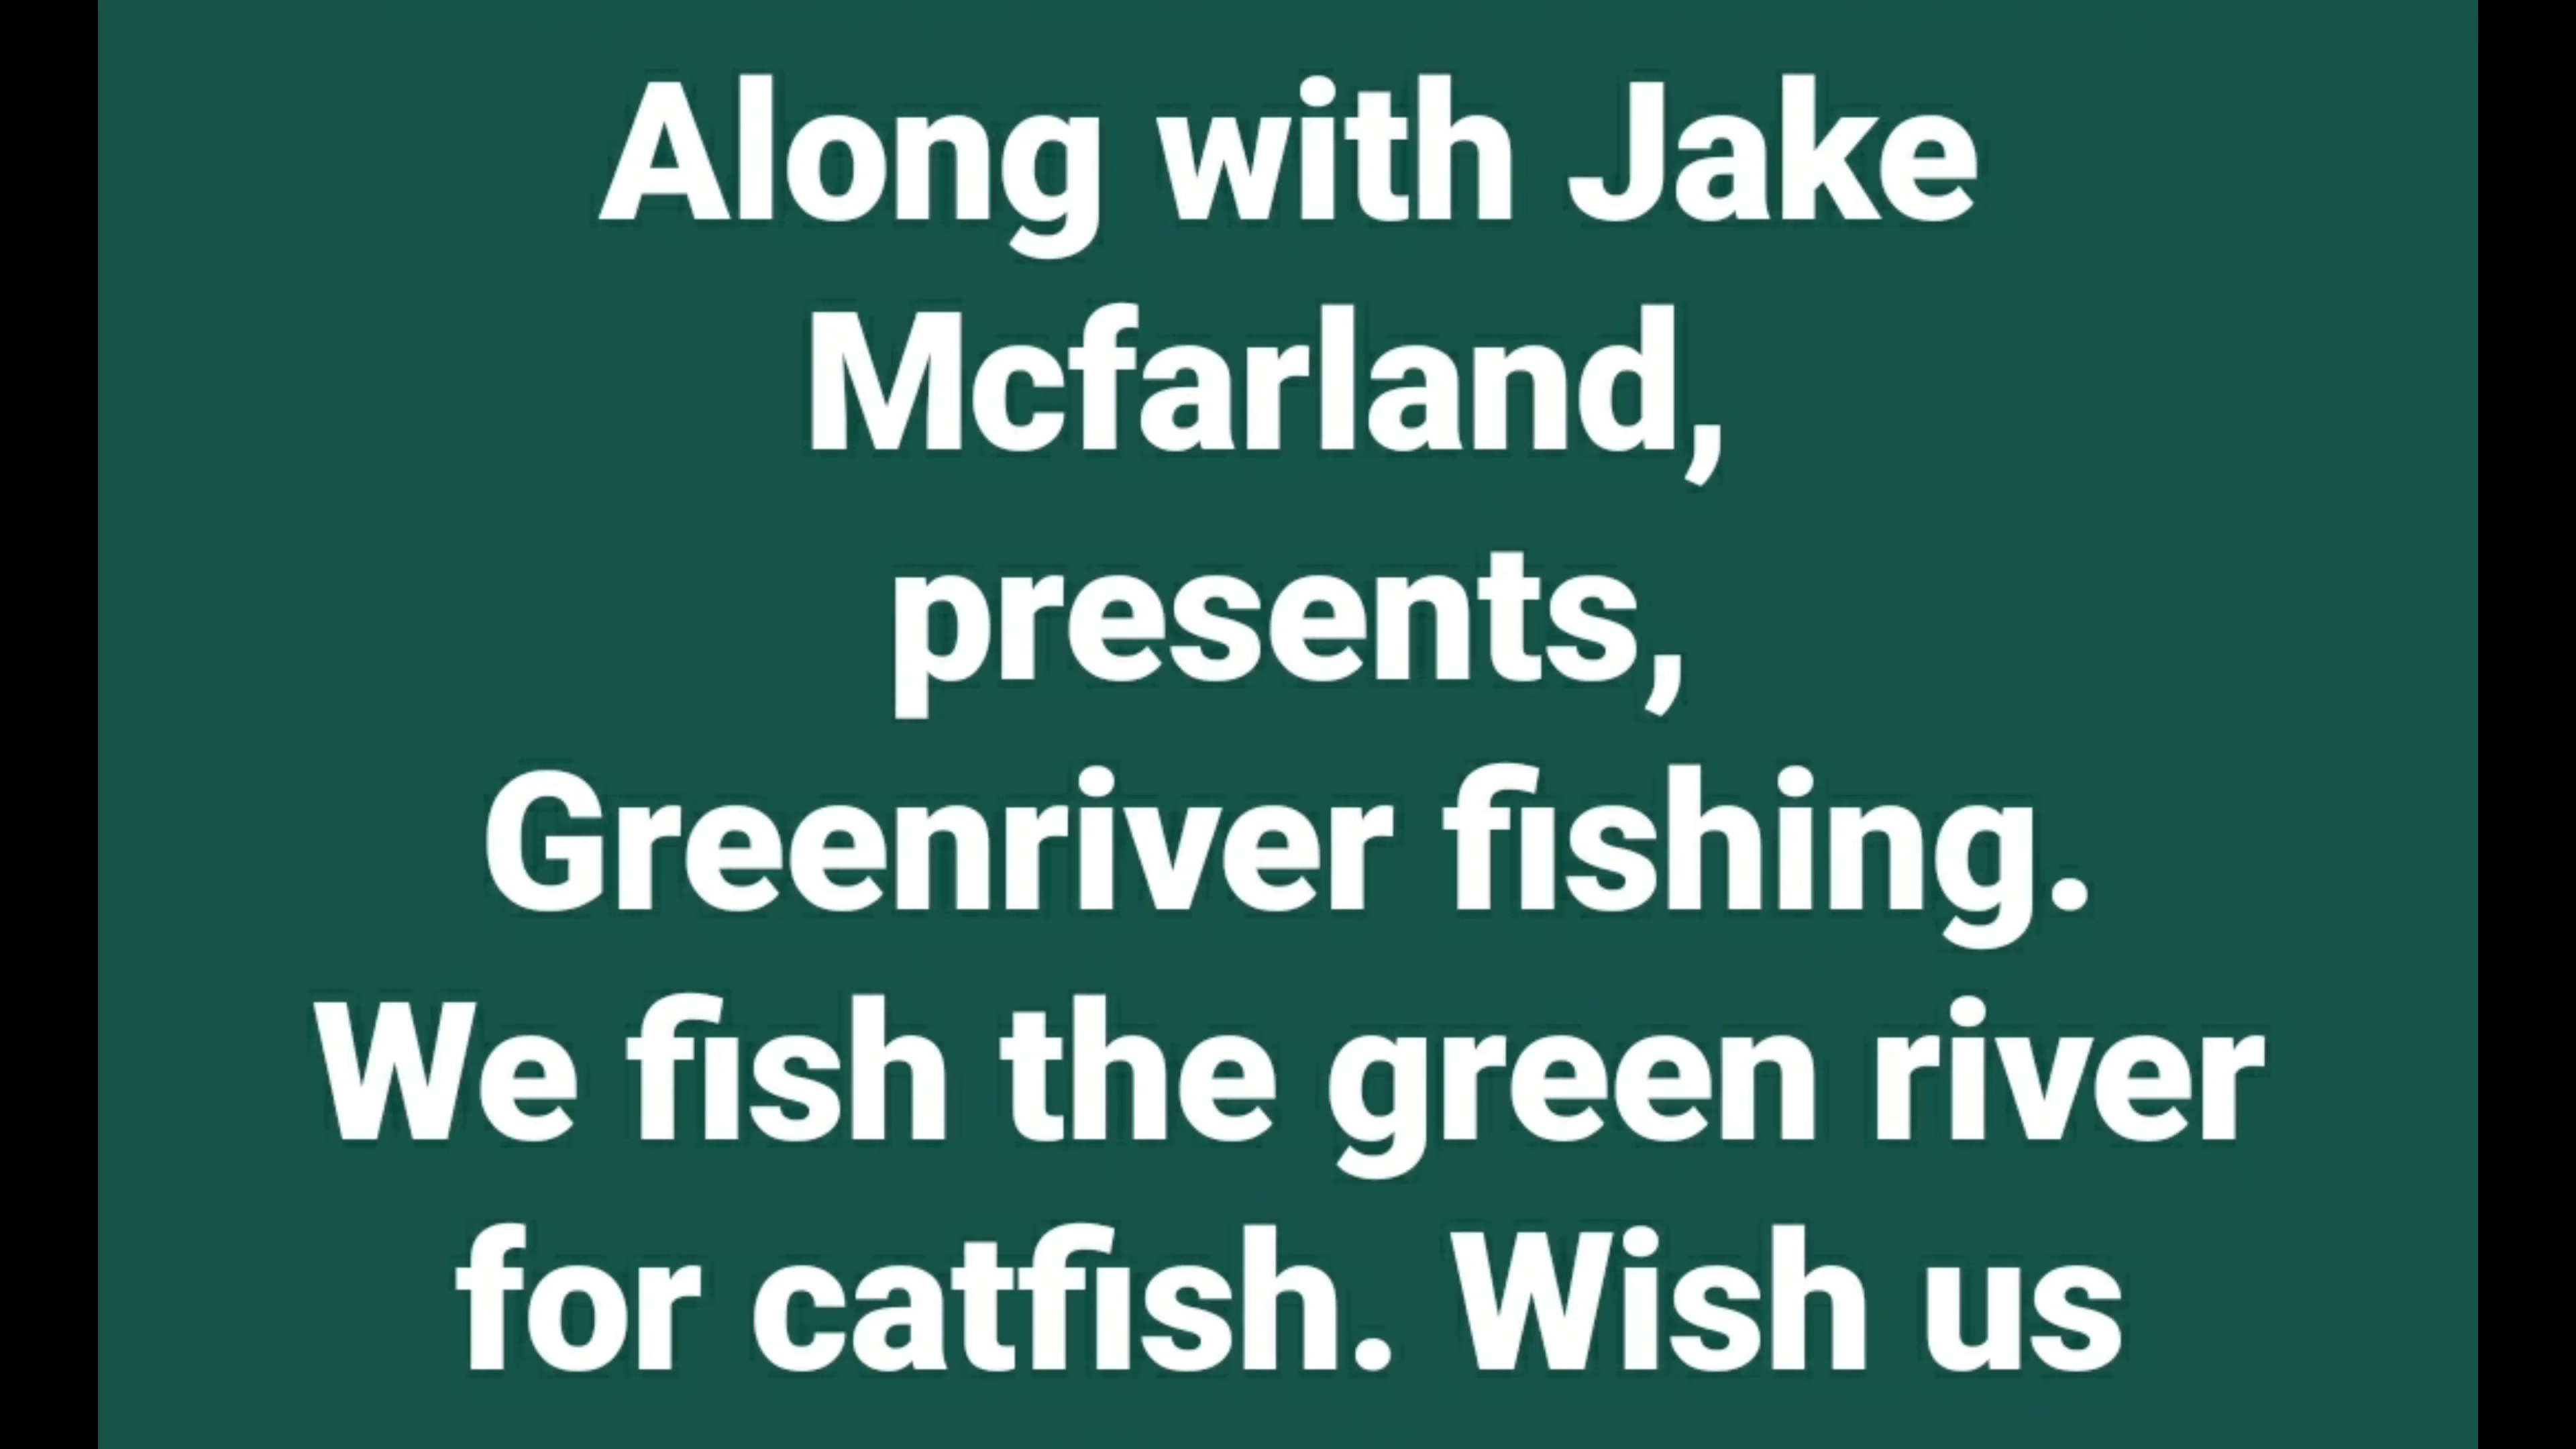 Along with Jake
Mcfarland,
presents,
Greenriver fishing.
We fish the green river
for catfish. Wish us